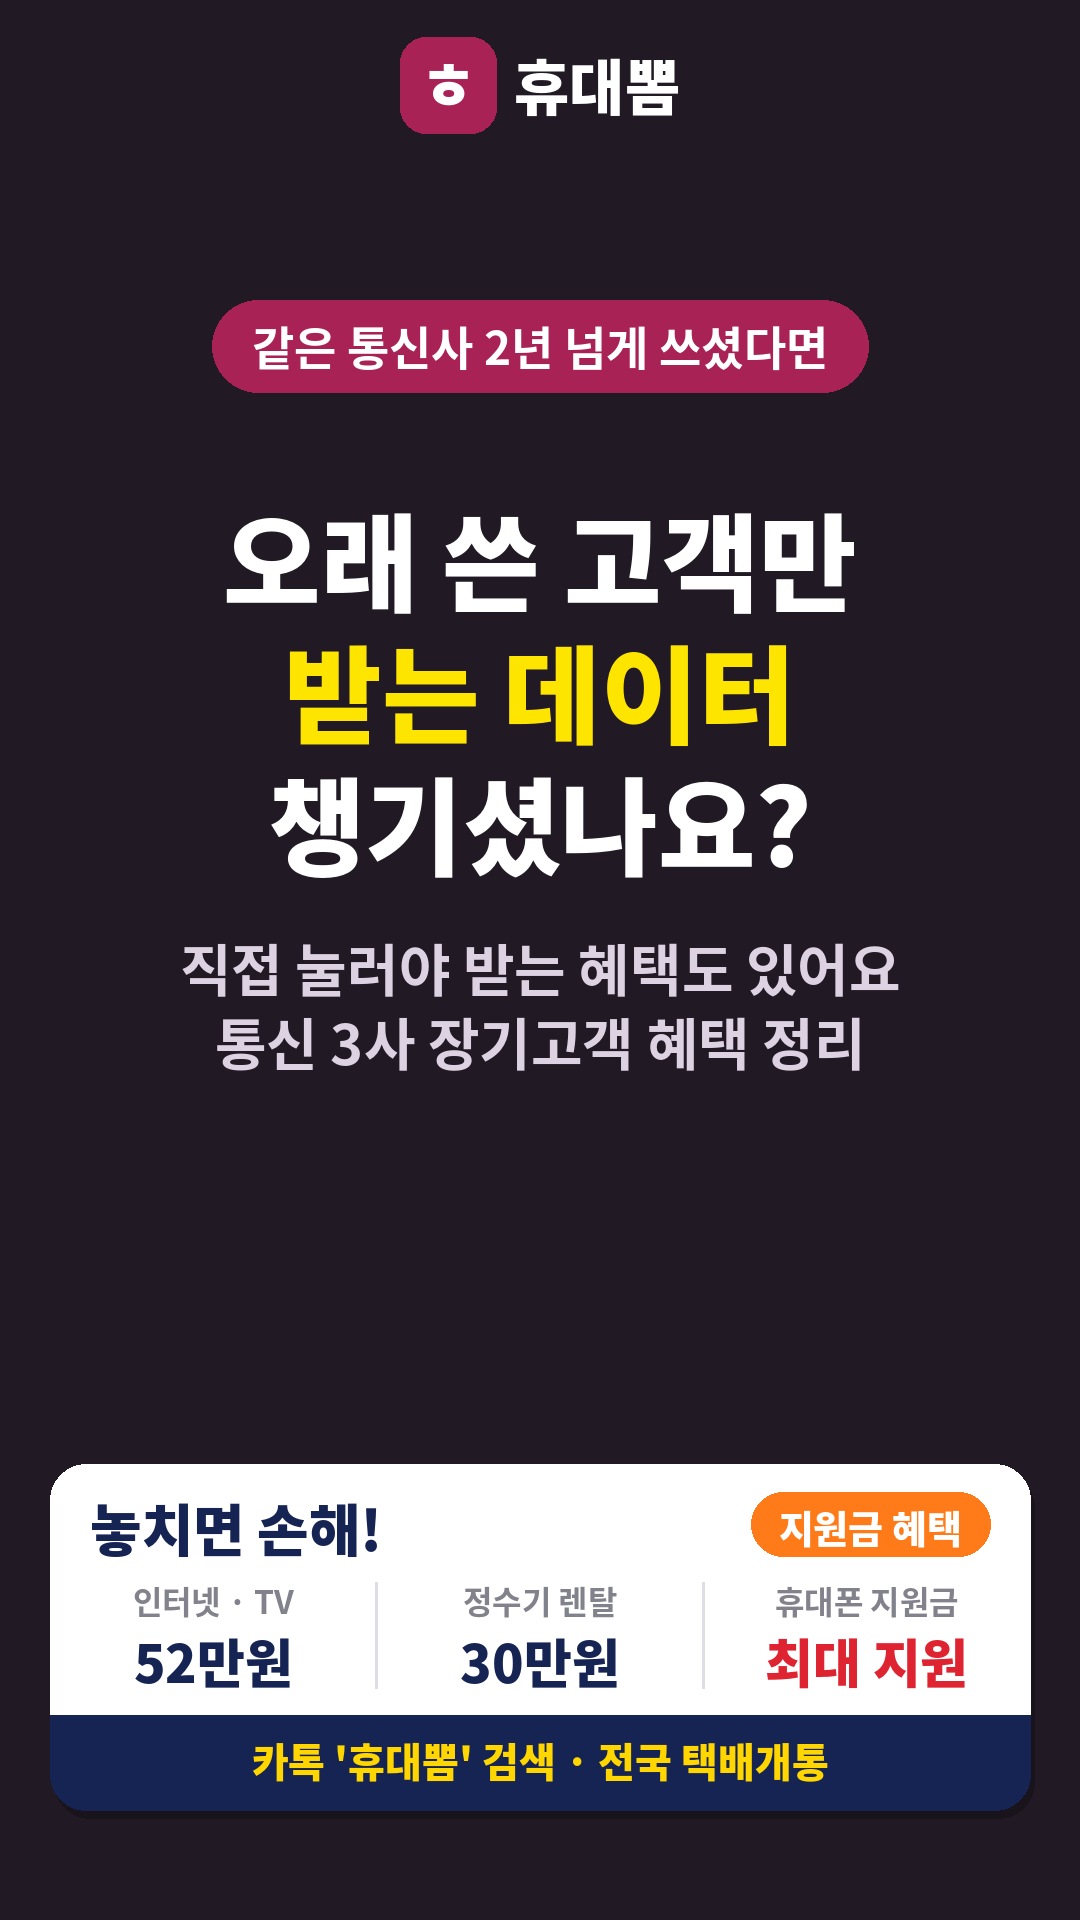 ㅎ 휴대뽐
같은 통신사 2년 넘게 쓰셨다면
오래 쓴 고객만
받는 데이터
챙기셨나요?
직접 눌러야 받는 혜택도 있어요
통신 3사 장기고객 혜택 정리
놓치면 손해!
지원금 혜택
인터넷 · TV
52만원
정수기 렌탈
30만원
휴대폰 지원금
최대 지원
카톡 '휴대뽐' 검색 · 전국 택배개통